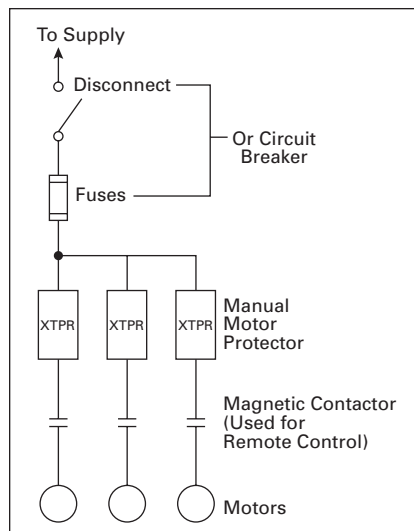 To Supply
Disconnect
Or Circuit
Breaker
Fuses
XTPR XTPR XTPR
Manual
Motor
Protector
Magnetic Contactor
(Used for
Remote Control)
Motors